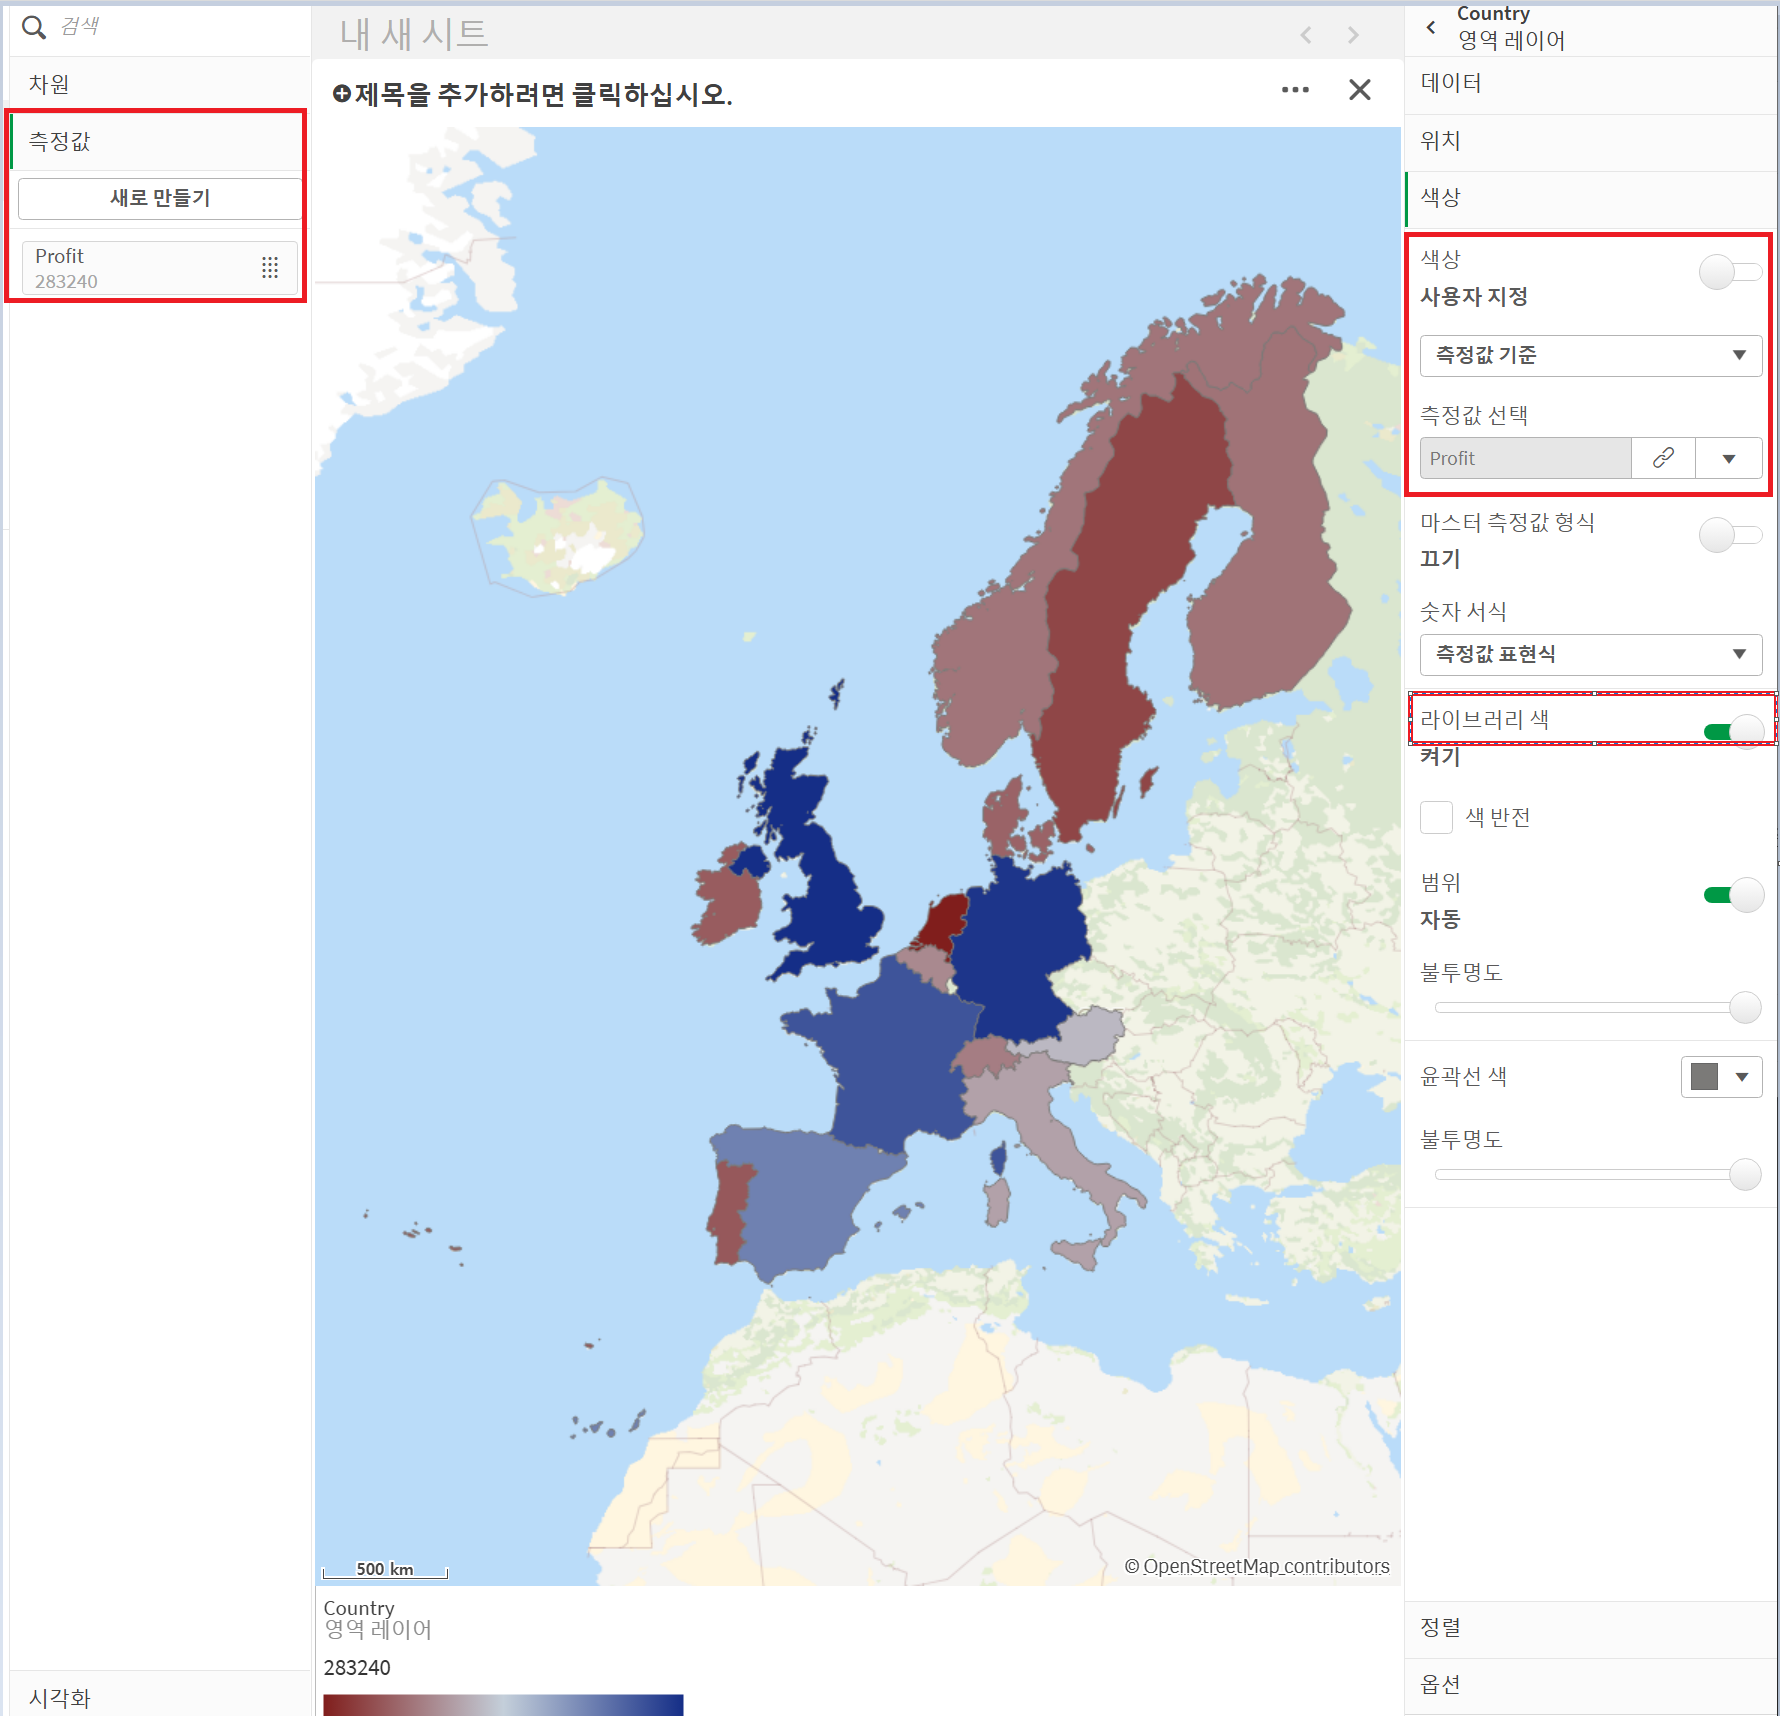 검색
차원
측정값
새로 만들기
Profit
283240
시각화
내 새 시트
제목을 추가하려면 클릭하십시오.
500 km
© OpenStreetMap contributors
Country
영역 레이어
283240
Country
영역 레이어
데이터
위치
색상
색상
사용자 지정
측정값 기준
측정값 선택
Profit
마스터 측정값 형식
끄기
숫자 서식
측정값 표현식
라이브러리 색
켜기
색 반전
범위
자동
불투명도
윤곽선 색
불투명도
정렬
옵션